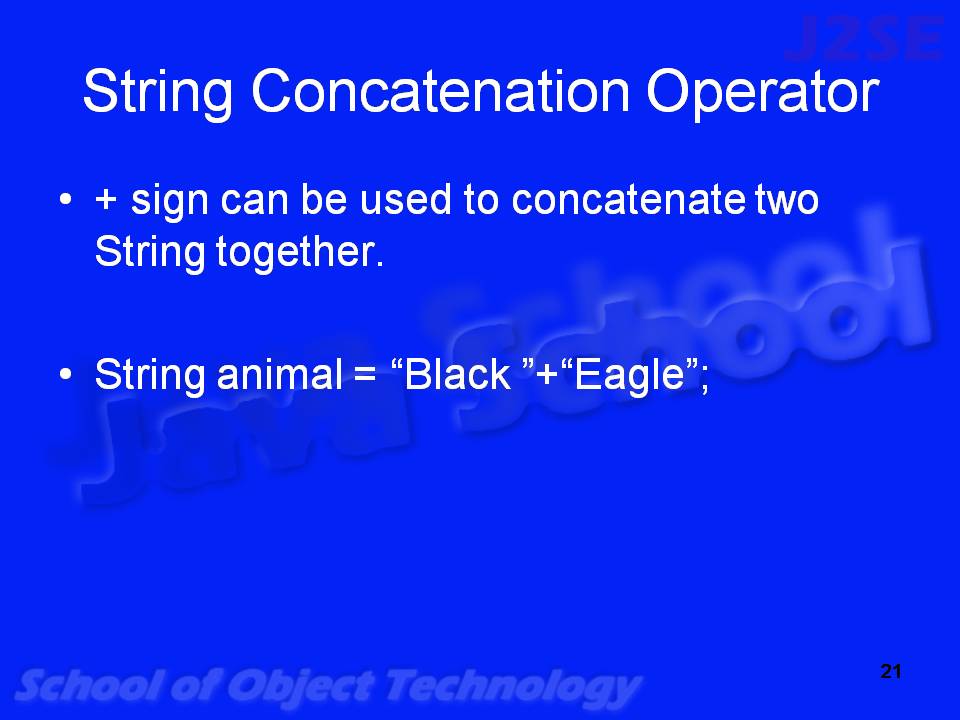 J2SE
String Concatenation Operator
• + sign can be used to concatenate two
String together.
• String animal = “Black ”+“Eagle”;
Java School
School of Object Technology
21